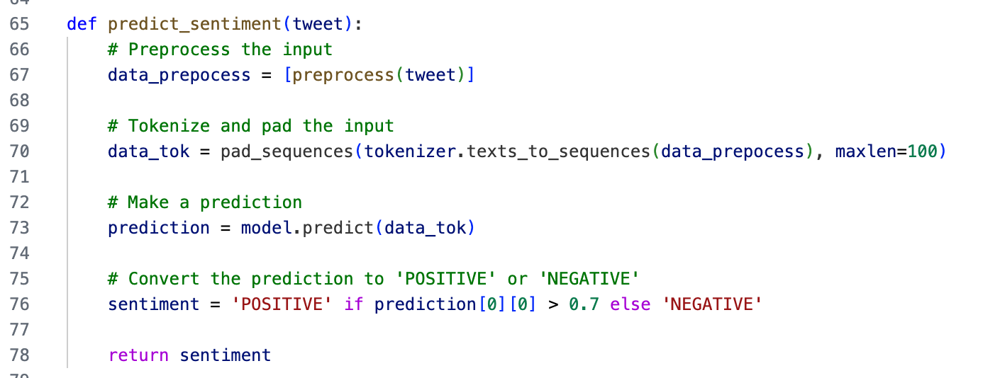 65 def predict_sentiment(tweet):
66 # Preprocess the input
67 data_prepocess = [preprocess(tweet)]
68
69 # Tokenize and pad the input
70 data_tok = pad_sequences(tokenizer.texts_to_sequences(data_prepocess), maxlen=100)
71
72 # Make a prediction
73 prediction = model.predict(data_tok)
74
75 # Convert the prediction to 'POSITIVE' or 'NEGATIVE'
76 sentiment = 'POSITIVE' if prediction[0][0] > 0.7 else 'NEGATIVE'
77
78 return sentiment